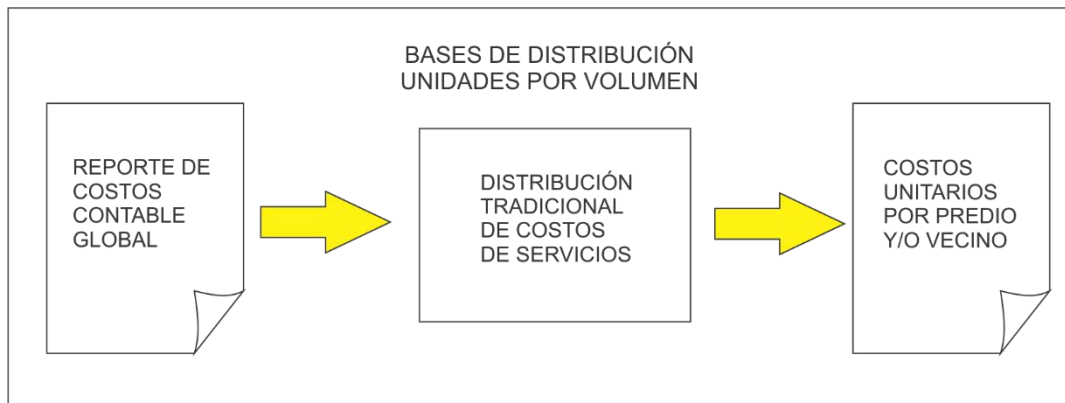 BASES DE DISTRIBUCIÓN
UNIDADES POR VOLUMEN
REPORTE DE
COSTOS
CONTABLE
GLOBAL
DISTRIBUCIÓN
TRADICIONAL
DE COSTOS
DE SERVICIOS
COSTOS
UNITARIOS
POR PREDIO
Y/O VECINO